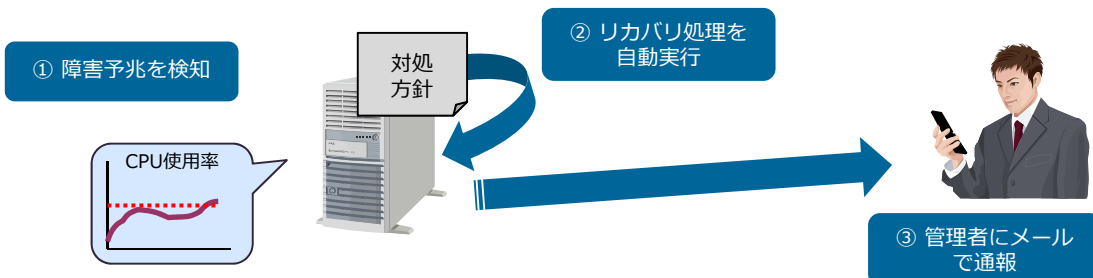 ① 障害予兆を検知
対処
方針
② リカバリ処理を
自動実行
CPU使用率
③ 管理者にメール
で通報